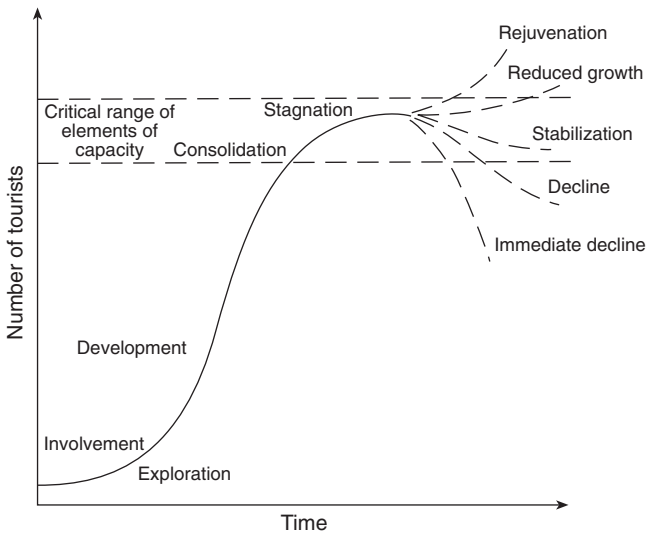 Rejuvenation
Reduced growth
Critical range of
elements of
capacity
Stagnation
Consolidation
Stabilization
Decline
Immediate decline
Development
Involvement
Exploration
Number of tourists
Time